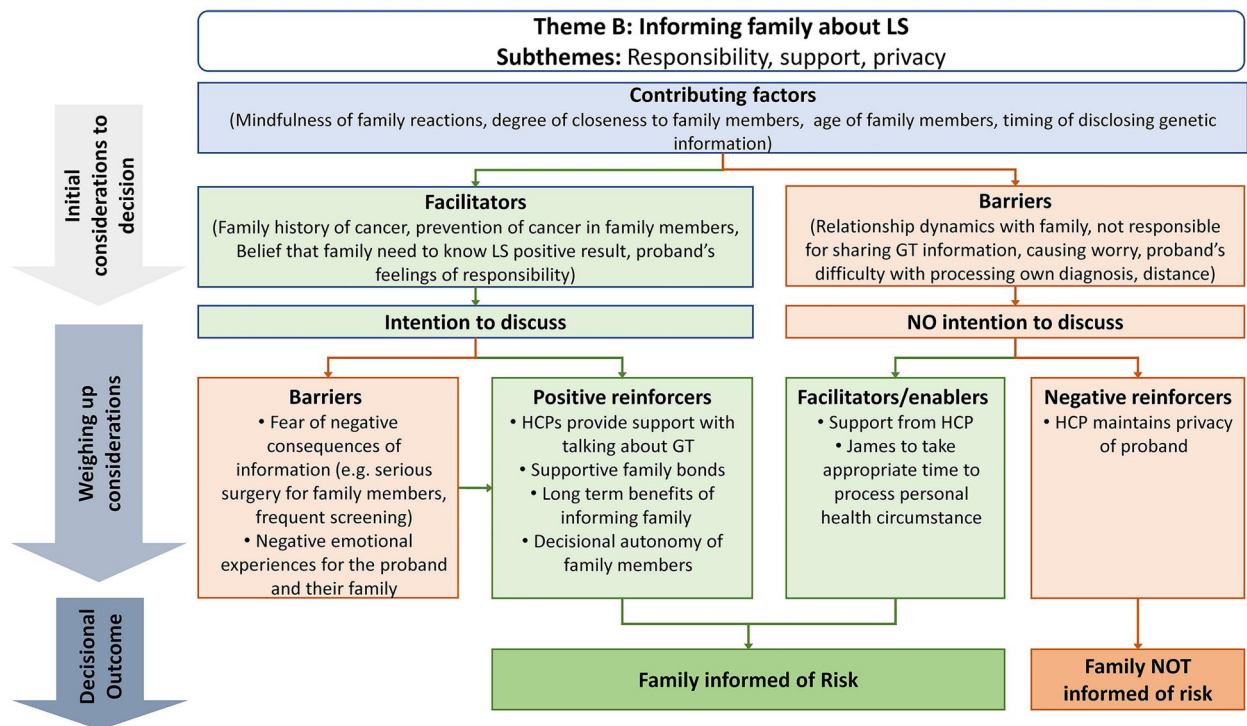 Theme B: Informing family about LS
Subthemes: Responsibility, support, privacy
Initial
considerations to
decision
Contributing factors
(Mindfulness of family reactions, degree of closeness to family members, age of family members, timing of disclosing genetic
information)
Facilitators
(Family history of cancer, prevention of cancer in family members,
Belief that family need to know LS positive result, proband's
feelings of responsibility)
Barriers
(Relationship dynamics with family, not responsible
for sharing GT information, causing worry, proband's
difficulty with processing own diagnosis, distance)
Intention to discuss
NO intention to discuss
Weighing up
considerations
Barriers
• Fear of negative
consequences of
information (e.g. serious
surgery for family members,
frequent screening)
• Negative emotional
experiences for the proband
and their family
Positive reinforcers
• HCPs provide support with
talking about GT
• Supportive family bonds
• Long term benefits of
informing family
• Decisional autonomy of
family members
Facilitators/enablers
• Support from HCP
• James to take
appropriate time to
process personal
health circumstance
Negative reinforcers
• HCP maintains privacy
of proband
Decisional
Outcome
Family informed of Risk
Family NOT
informed of risk